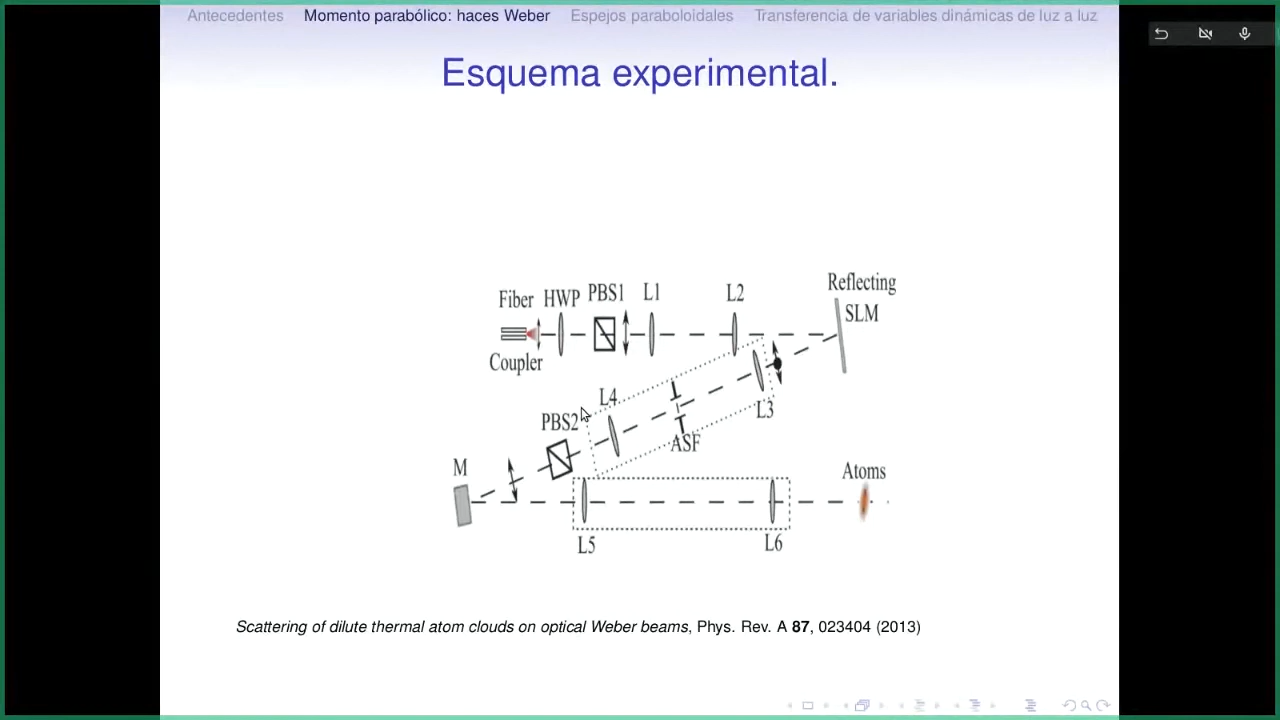 Antecedentes Momento parabólico: haces Weber Espejos paraboloidales Transferencia de variables dinámicas de luz a luz
Esquema experimental.
Reflecting
SLM
Fiber HWP PBS1 L1 L2
Coupler
L4
L3
PBS2
ASF
M
Atoms
L5 L6
Scattering of dilute thermal atom clouds on optical Weber beams, Phys. Rev. A 87, 023404 (2013)